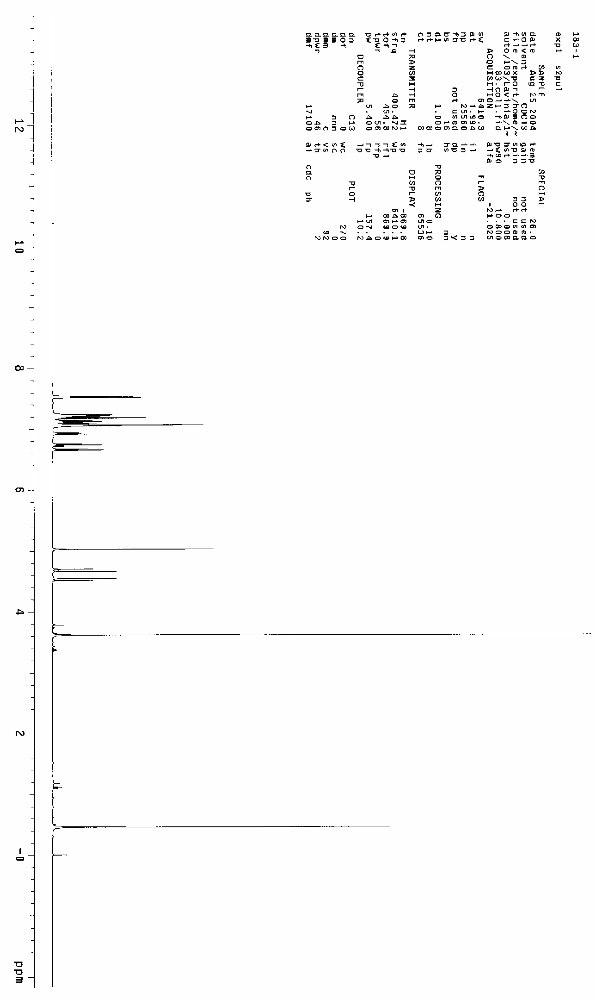 183-1
exp1 s2pul
SAMPLE SPECIAL
date Aug 25 2004 temp 26.0
solvent CDCl3 gain not used
file /export/home/~ spin not used
auto/103/Lavinia/1~ hst 0.008
83.coll.fid pw90 10.800
ACQUISITION alfa -21.025
sw 6410.3 FLAGS
at 1.994 il n
np 25560 in n
fb not used dp y
bs 16 hs nn
d1 1.000 PROCESSING
nt 8 lb 0.10
ct 8 fn 65536
TRANSMITTER DISPLAY
tn H1 sp -869.8
sfrq 400.472 wp 6410.1
tof 454.8 rfl 869.9
tpwr 56 rfp 0
pw 5.400 rp 157.4
DECOUPLER lp 10.2
dn C13 PLOT
dof 0 wc 270
dm nnn sc 0
dmm c vs 92
dpwr 46 th 2
dmf 17100 ai cdc ph
12 10 8 6 4 2 -0 ppm